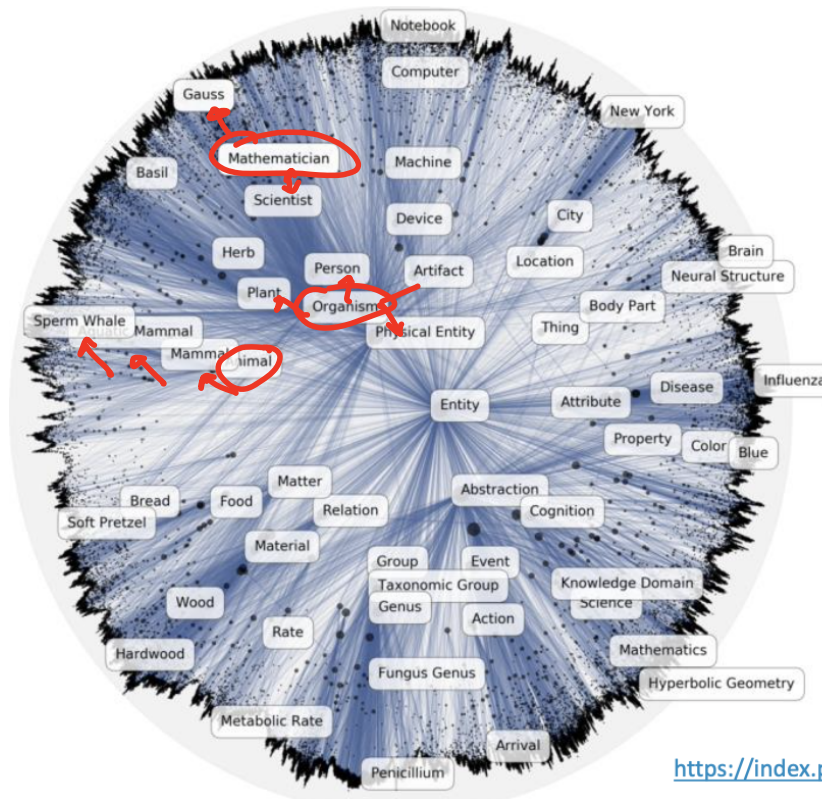 Notebook
Computer
Gauss
New York
Mathematician
Machine
Basil
Scientist
Device
City
Herb
Location
Brain
Person
Artifact
Neural Structure
Plant
Organism
Body Part
Sperm Whale
Aquatic Mammal
Physical Entity
Thing
Mammal
Animal
Influenza
Disease
Entity
Attribute
Property
Color
Blue
Matter
Abstraction
Bread
Food
Relation
Cognition
Soft Pretzel
Material
Group
Event
Taxonomic Group
Knowledge Domain
Wood
Genus
Science
Action
Rate
Hardwood
Mathematics
Fungus Genus
Hyperbolic Geometry
Metabolic Rate
Arrival
Penicillium
https://index.p